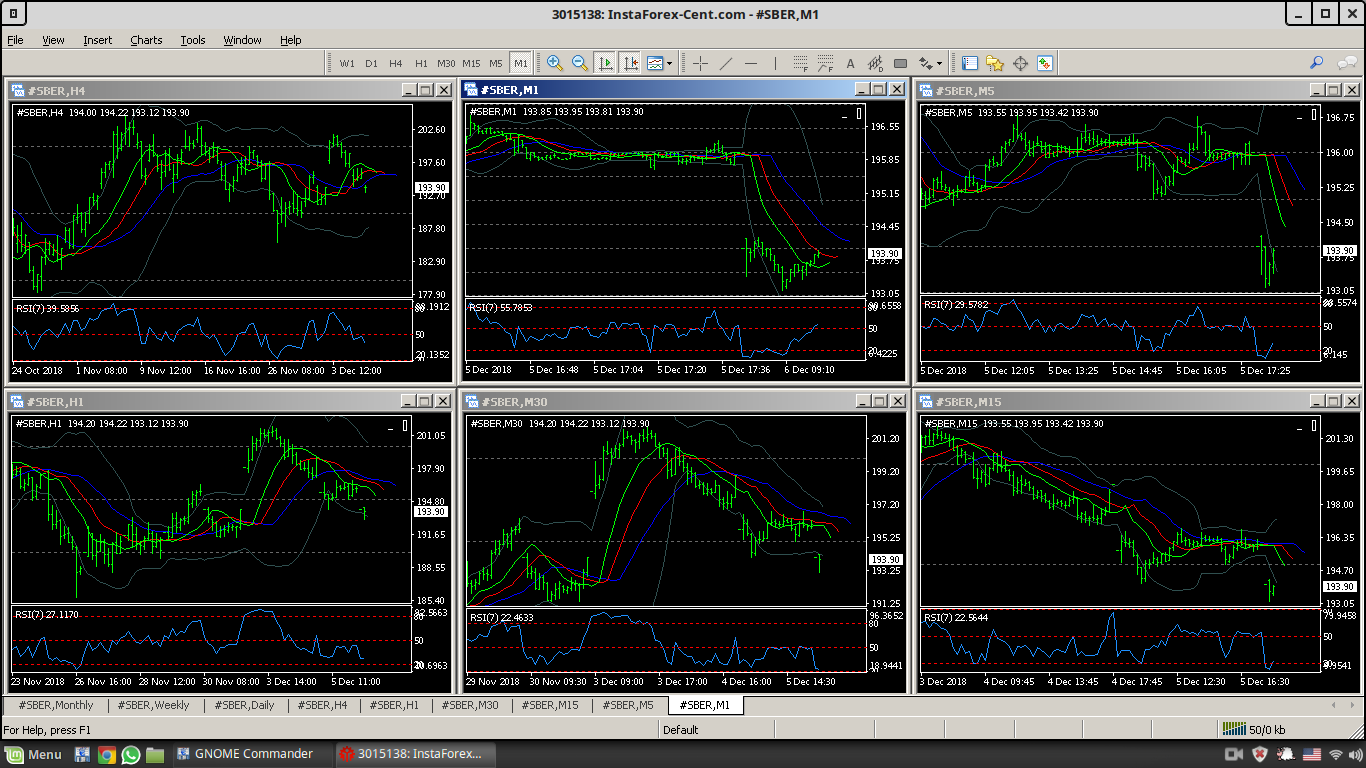 3015138: InstaForex-Cent.com - #SBER,M1
File View Insert Charts Tools Window Help
W1 D1 H4 H1 M30 M15 M5 M1
#SBER,H4
#SBER,H4 194.00 194.22 193.12 193.90
202.60
197.60
193.90
192.70
187.80
182.90
177.90
RSI(7) 39.5856
50
20.1352
24 Oct 2018 1 Nov 08:00 9 Nov 12:00 16 Nov 16:00 26 Nov 08:00 3 Dec 12:00
#SBER,M1
#SBER,M1 193.85 193.95 193.81 193.90
196.55
195.85
195.15
194.45
193.90
193.75
193.05
RSI(7) 55.7853
50
5 Dec 2018 5 Dec 16:48 5 Dec 17:04 5 Dec 17:20 5 Dec 17:36 6 Dec 09:10
#SBER,M5
#SBER,M5 193.55 193.95 193.42 193.90
196.75
196.00
195.25
194.50
193.90
193.75
193.05
RSI(7) 29.5782
50
5 Dec 2018 5 Dec 12:05 5 Dec 13:25 5 Dec 14:45 5 Dec 16:05 5 Dec 17:25
#SBER,H1
#SBER,H1 194.20 194.22 193.12 193.90
201.05
197.90
194.80
193.90
191.65
188.55
185.40
RSI(7) 27.1170
80
50
23 Nov 2018 26 Nov 16:00 28 Nov 12:00 30 Nov 08:00 3 Dec 14:00 5 Dec 11:00
#SBER,M30
#SBER,M30 194.20 194.22 193.12 193.90
201.20
199.20
197.20
195.25
193.90
193.25
191.25
RSI(7) 22.4633
96.3652
80
50
18.9441
29 Nov 2018 30 Nov 09:30 3 Dec 09:00 3 Dec 17:00 4 Dec 16:00 5 Dec 14:30
#SBER,M15
#SBER,M15 193.55 193.95 193.42 193.90
201.30
199.65
198.00
196.35
194.70
193.90
193.05
RSI(7) 22.5644
79.9458
50
3 Dec 2018 4 Dec 09:45 4 Dec 13:45 4 Dec 17:45 5 Dec 12:30 5 Dec 16:30
#SBER,Monthly #SBER,Weekly #SBER,Daily #SBER,H4 #SBER,H1 #SBER,M30 #SBER,M15 #SBER,M5 #SBER,M1
For Help, press F1 Default 50/0 kb
Menu GNOME Commander 3015138: InstaForex...